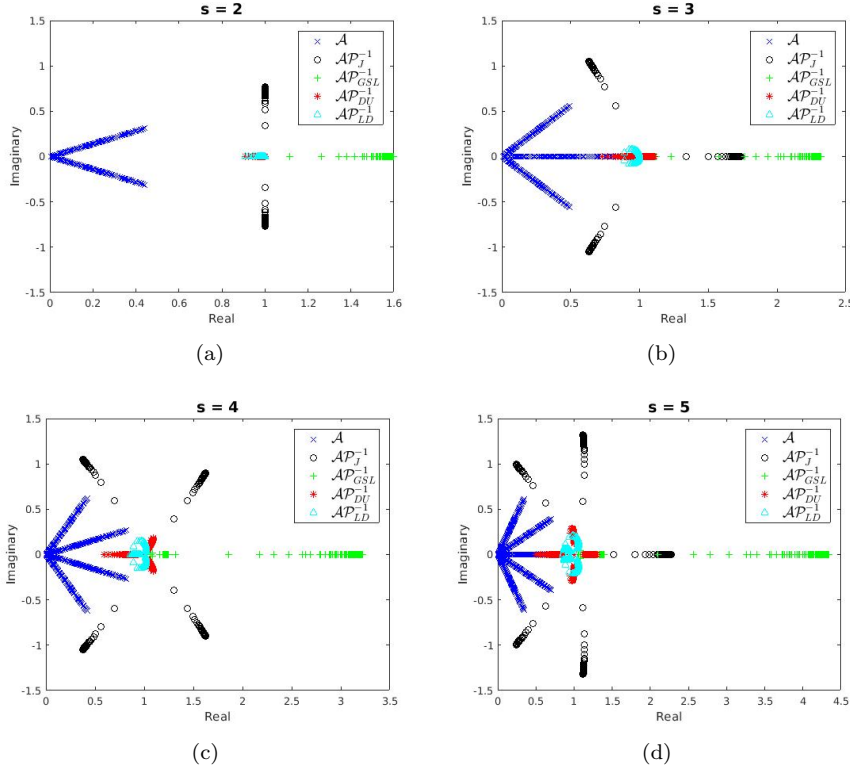 s = 2
1.5
1
0.5
0
-0.5
-1
-1.5
Imaginary
0
0.2
0.4
0.6
0.8
1
1.2
1.4
1.6
Real
𝒜
𝒜𝒫_J^{-1}
𝒜𝒫_{GSL}^{-1}
𝒜𝒫_{DU}^{-1}
𝒜𝒫_{LD}^{-1}
(a)
s = 3
1.5
1
0.5
0
-0.5
-1
-1.5
Imaginary
0
0.5
1
1.5
2
2.5
Real
𝒜
𝒜𝒫_J^{-1}
𝒜𝒫_{GSL}^{-1}
𝒜𝒫_{DU}^{-1}
𝒜𝒫_{LD}^{-1}
(b)
s = 4
1.5
1
0.5
0
-0.5
-1
-1.5
Imaginary
0
0.5
1
1.5
2
2.5
3
3.5
Real
𝒜
𝒜𝒫_J^{-1}
𝒜𝒫_{GSL}^{-1}
𝒜𝒫_{DU}^{-1}
𝒜𝒫_{LD}^{-1}
(c)
s = 5
1.5
1
0.5
0
-0.5
-1
-1.5
Imaginary
0
0.5
1
1.5
2
2.5
3
3.5
4
4.5
Real
𝒜
𝒜𝒫_J^{-1}
𝒜𝒫_{GSL}^{-1}
𝒜𝒫_{DU}^{-1}
𝒜𝒫_{LD}^{-1}
(d)